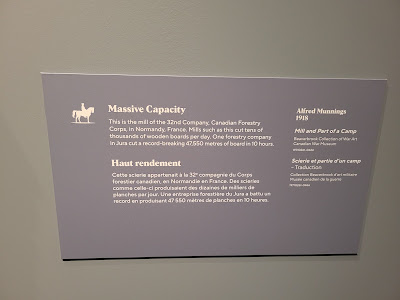 Massive Capacity
This is the mill of the 32nd Company, Canadian Forestry
Corps, in Normandy, France. Mills such as this cut tens of
thousands of wooden boards per day. One forestry company
in Jura cut a record-breaking 47,550 metres of board in 10 hours.
Haut rendement
Cette scierie appartenait à la 32e compagnie du Corps
forestier canadien, en Normandie en France. Des scieries
comme celle-ci produisaient des dizaines de milliers de
planches par jour. Une entreprise forestière du Jura a battu un
record en produisant 47 550 mètres de planches en 10 heures.
Alfred Munnings
1918
Mill and Part of a Camp
Beaverbrook Collection of War Art
Canadian War Museum
Scierie et partie d'un camp
– Traduction
Collection Beaverbrook d'art militaire
Musée canadien de la guerre